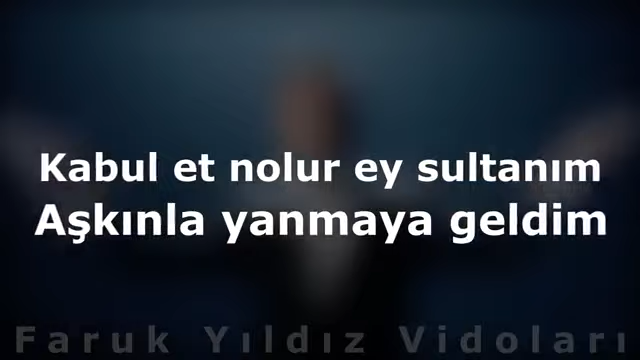 Kabul et nolur ey sultanım
Aşkınla yanmaya geldim
Faruk Yıldız Vidoları